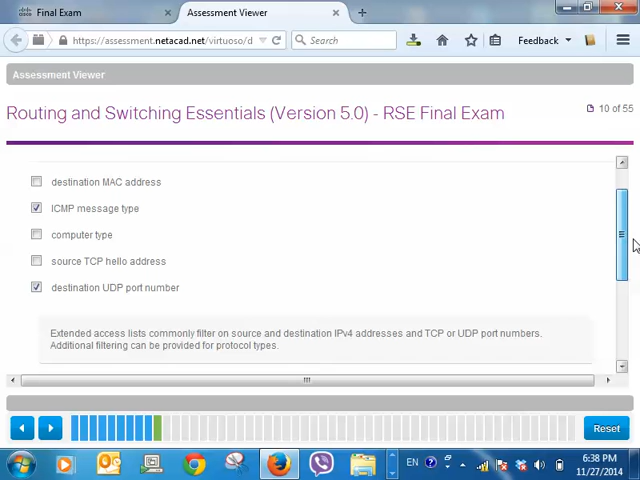 Final Exam
Assessment Viewer
https://assessment.netacad.net/virtuoso/d
Search
Feedback
Assessment Viewer
Routing and Switching Essentials (Version 5.0) - RSE Final Exam
10 of 55
destination MAC address
ICMP message type
computer type
source TCP hello address
destination UDP port number
Extended access lists commonly filter on source and destination IPv4 addresses and TCP or UDP port numbers.
Additional filtering can be provided for protocol types.
Reset
EN
6:38 PM
11/27/2014